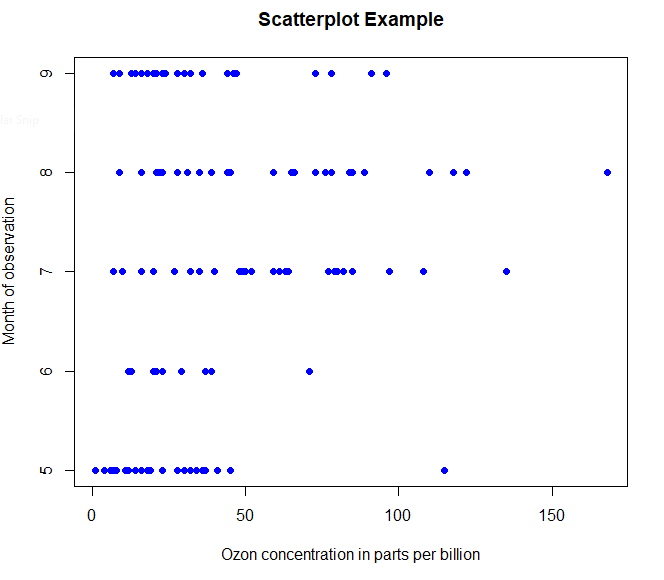 Scatterplot Example
9
8
7
6
5
Month of observation
0 50 100 150
Ozon concentration in parts per billion